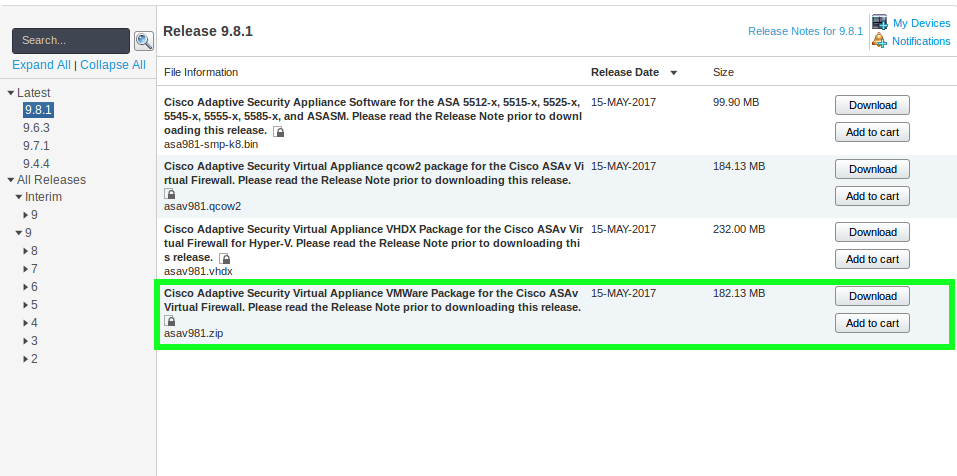 Search...
Expand All | Collapse All
Latest
9.8.1
9.6.3
9.7.1
9.4.4
All Releases
Interim
9
9
8
7
6
5
4
3
2
Release 9.8.1
Release Notes for 9.8.1
My Devices
Notifications
File Information Release Date Size
Cisco Adaptive Security Appliance Software for the ASA 5512-x, 5515-x, 5525-x, 15-MAY-2017 99.90 MB Download
5545-x, 5555-x, 5585-x, and ASASM. Please read the Release Note prior to downl
oading this release. Add to cart
asa981-smp-k8.bin
Cisco Adaptive Security Virtual Appliance qcow2 package for the Cisco ASAv Vi 15-MAY-2017 184.13 MB Download
rtual Firewall. Please read the Release Note prior to downloading this release.
Add to cart
asav981.qcow2
Cisco Adaptive Security Virtual Appliance VHDX Package for the Cisco ASAv Vir 15-MAY-2017 232.00 MB Download
tual Firewall for Hyper-V. Please read the Release Note prior to downloading thi
s release. Add to cart
asav981.vhdx
Cisco Adaptive Security Virtual Appliance VMWare Package for the Cisco ASAv 15-MAY-2017 182.13 MB Download
Virtual Firewall. Please read the Release Note prior to downloading this release.
Add to cart
asav981.zip